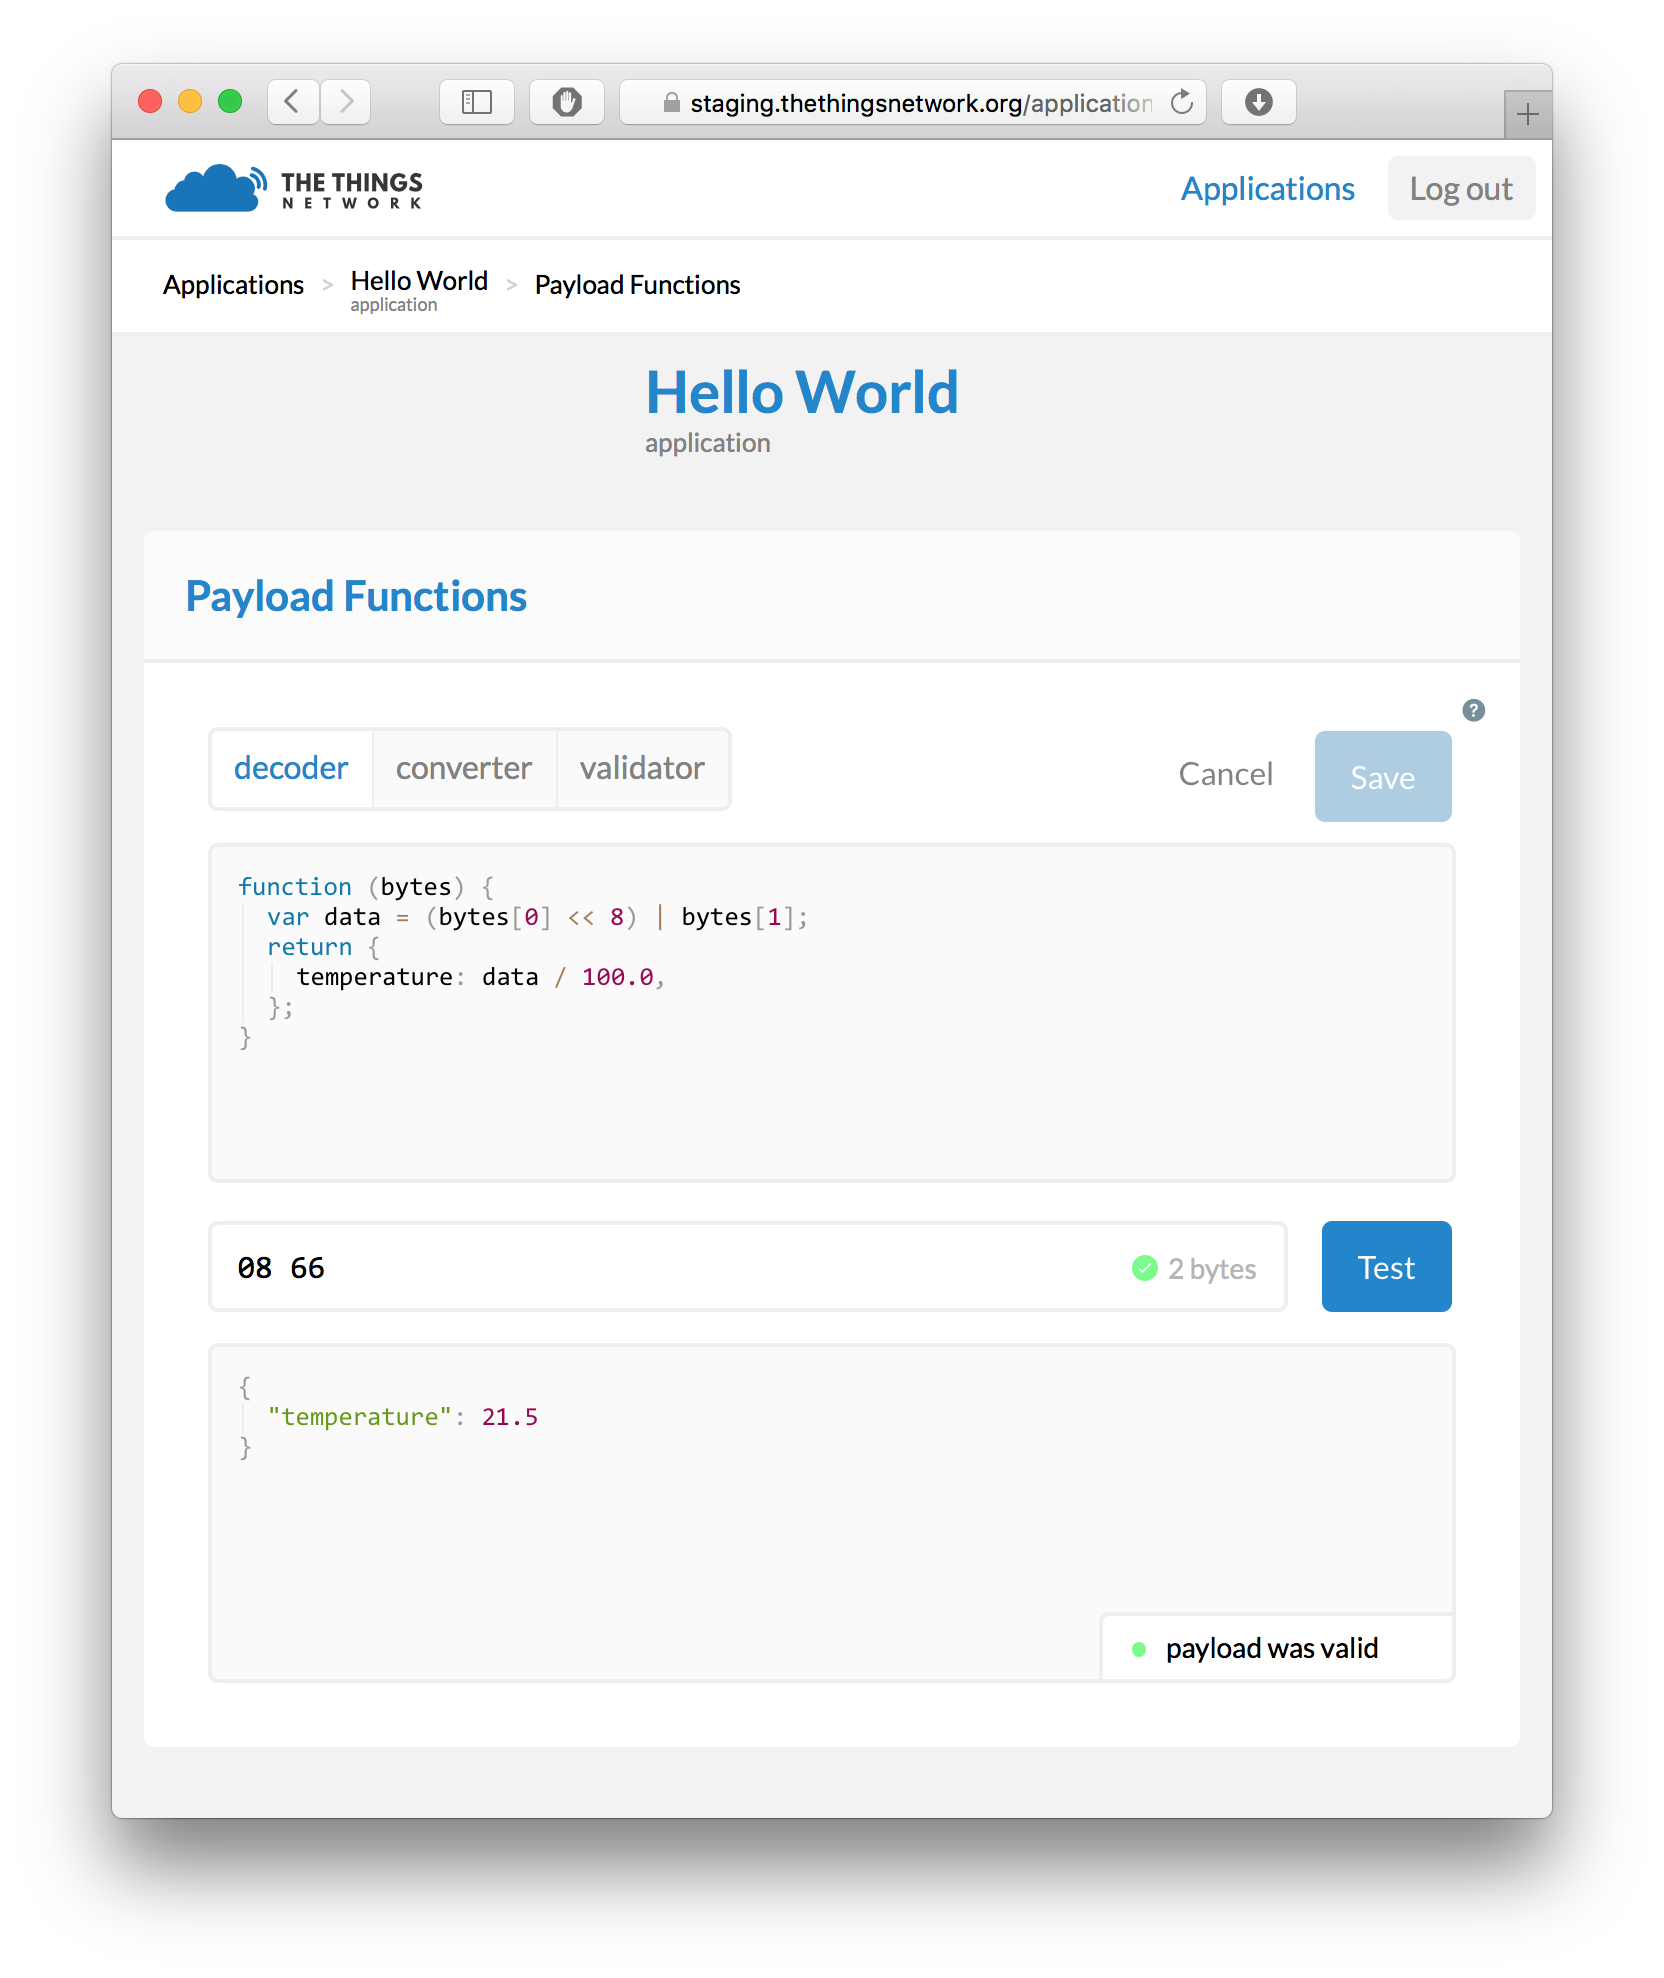 staging.thethingsnetwork.org/application
THE THINGS
NETWORK
Applications
Log out
Applications > Hello World > Payload Functions
application
Hello World
application
Payload Functions
?
decoder
converter
validator
Cancel
Save
function (bytes) {
  var data = (bytes[0] << 8) | bytes[1];
  return {
    temperature: data / 100.0,
  };
}
08 66
2 bytes
Test
{
  "temperature": 21.5
}
payload was valid